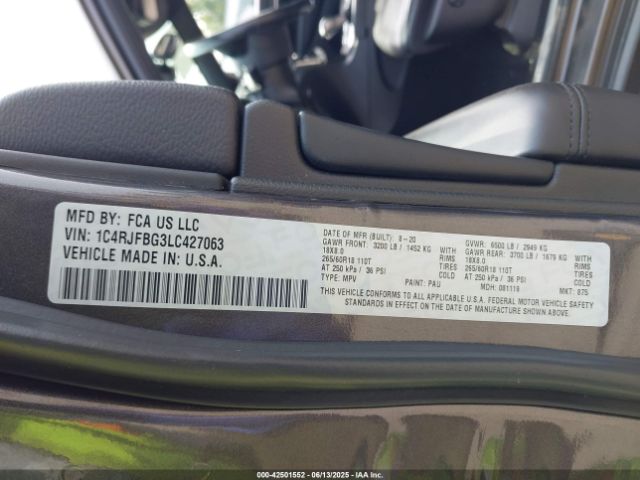 MFD BY: FCA US LLC
VIN: 1C4RJFBG3LC427063
VEHICLE MADE IN: U.S.A.
DATE OF MFR (BUILT): 8-20
GVWR: 6500 LB / 2949 KG
GAWR FRONT: 3200 LB / 1452 KG
GAWR REAR: 3700 LB / 1679 KG
18X8.0 RIMS
18X8.0 RIMS
265/60R18 110T TIRES
265/60R18 110T TIRES
AT 250 kPa / 36 PSI COLD
AT 250 kPa / 36 PSI COLD
TYPE: MPV PAINT: PAU MDH: 081119 MKT: 875
THIS VEHICLE CONFORMS TO ALL APPLICABLE U.S.A. FEDERAL MOTOR VEHICLE SAFETY
STANDARDS IN EFFECT ON THE DATE OF MANUFACTURE SHOWN ABOVE
000-42501552 - 06/13/2025 - IAA Inc.